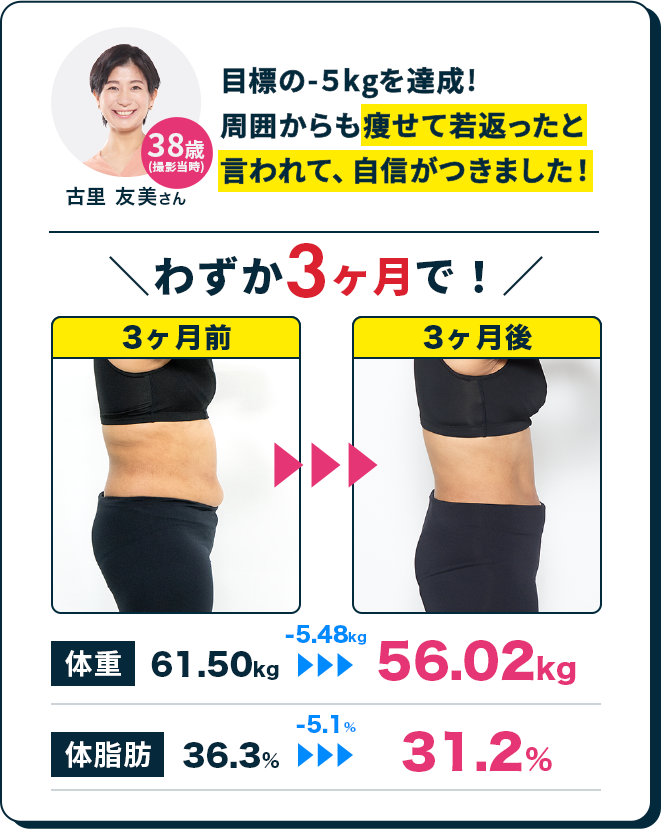 目標の-5kgを達成!
周囲からも痩せて若返ったと
言われて、自信がつきました!
38歳
(撮影当時)
古里 友美さん
わずか3ヶ月で!
3ヶ月前
3ヶ月後
-5.48kg
体重 61.50kg 56.02kg
-5.1%
体脂肪 36.3% 31.2%